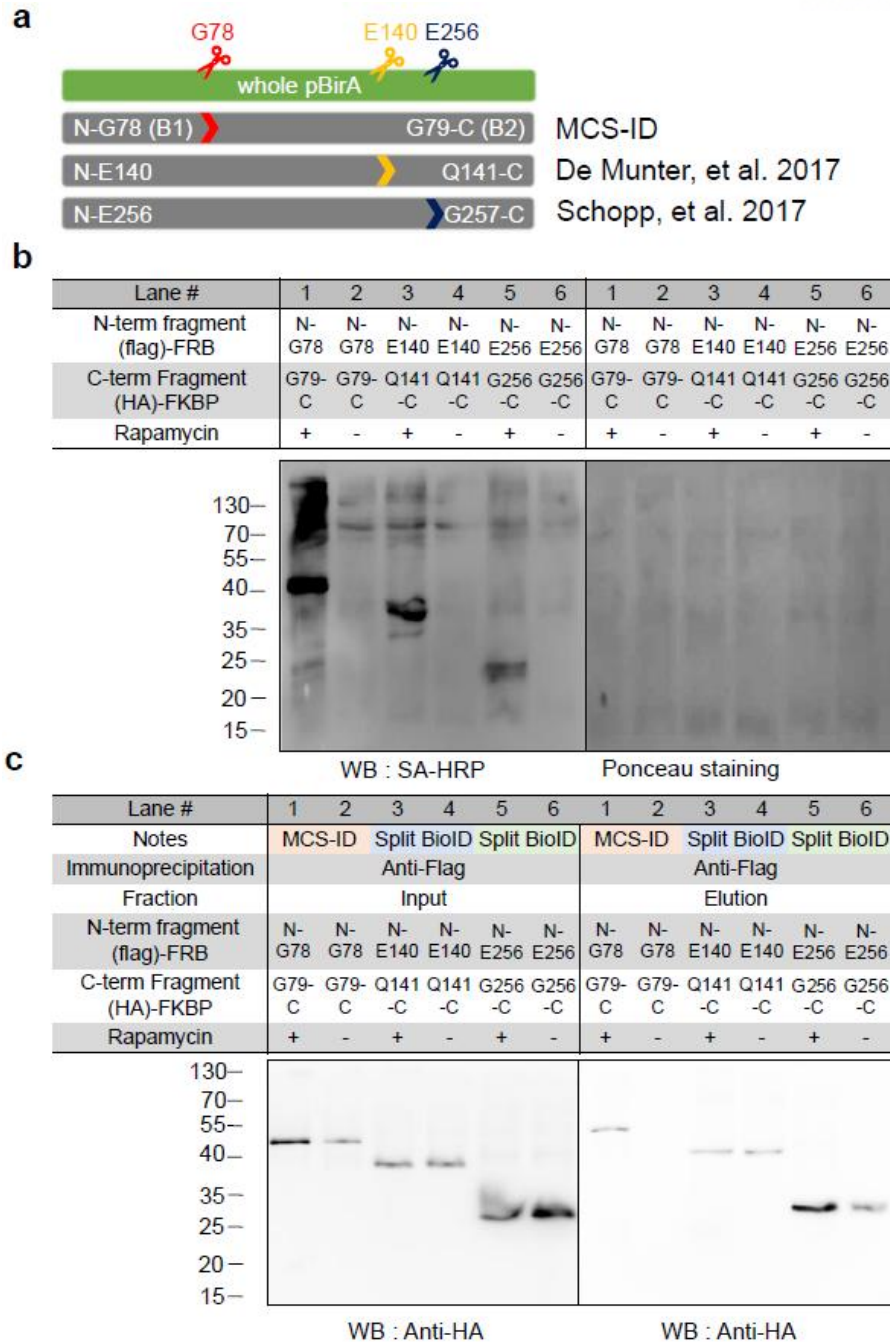 a
G78 E140 E256
whole pBirA
N-G78 (B1) G79-C (B2) MCS-ID
N-E140 Q141-C De Munter, et al. 2017
N-E256 G257-C Schopp, et al. 2017
b
Lane # 1 2 3 4 5 6 1 2 3 4 5 6
N-term fragment (flag)-FRB N-G78 N-G78 N-E140 N-E140 N-E256 N-E256 N-G78 N-G78 N-E140 N-E140 N-E256 N-E256
C-term Fragment (HA)-FKBP G79-C G79-C Q141-C Q141-C G256-C G256-C G79-C G79-C Q141-C Q141-C G256-C G256-C
Rapamycin + - + - + - + - + - + -
130
70
55
40
35
25
20
15
WB : SA-HRP Ponceau staining
c
Lane # 1 2 3 4 5 6 1 2 3 4 5 6
Notes MCS-ID Split BioID Split BioID MCS-ID Split BioID Split BioID
Immunoprecipitation Anti-Flag Anti-Flag
Fraction Input Elution
N-term fragment (flag)-FRB N-G78 N-G78 N-E140 N-E140 N-E256 N-E256 N-G78 N-G78 N-E140 N-E140 N-E256 N-E256
C-term Fragment (HA)-FKBP G79-C G79-C Q141-C Q141-C G256-C G256-C G79-C G79-C Q141-C Q141-C G256-C G256-C
Rapamycin + - + - + - + - + - + -
130
70
55
40
35
25
20
15
WB : Anti-HA WB : Anti-HA